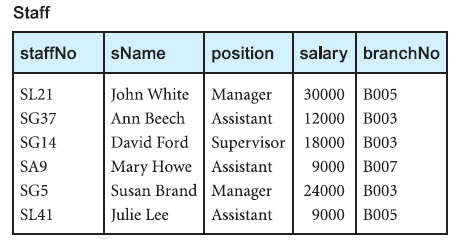 Staff
staffNo sName position salary branchNo
SL21 John White Manager 30000 B005
SG37 Ann Beech Assistant 12000 B003
SG14 David Ford Supervisor 18000 B003
SA9 Mary Howe Assistant 9000 B007
SG5 Susan Brand Manager 24000 B003
SL41 Julie Lee Assistant 9000 B005